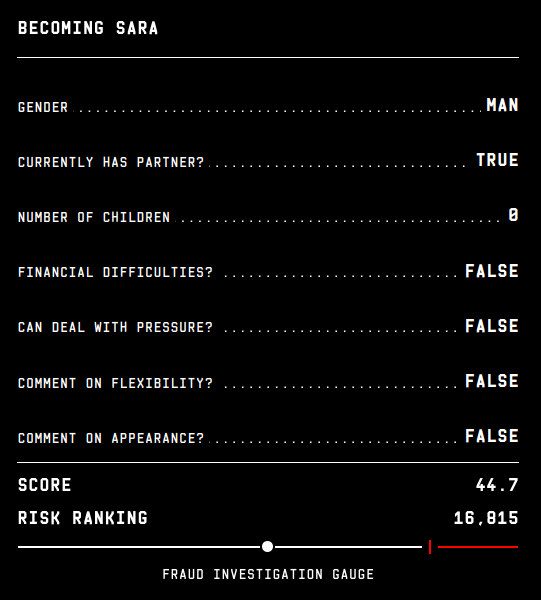 BECOMING SARA
GENDER MAN
CURRENTLY HAS PARTNER? TRUE
NUMBER OF CHILDREN 0
FINANCIAL DIFFICULTIES? FALSE
CAN DEAL WITH PRESSURE? FALSE
COMMENT ON FLEXIBILITY? FALSE
COMMENT ON APPEARANCE? FALSE
SCORE 44.7
RISK RANKING 16,815
FRAUD INVESTIGATION GAUGE